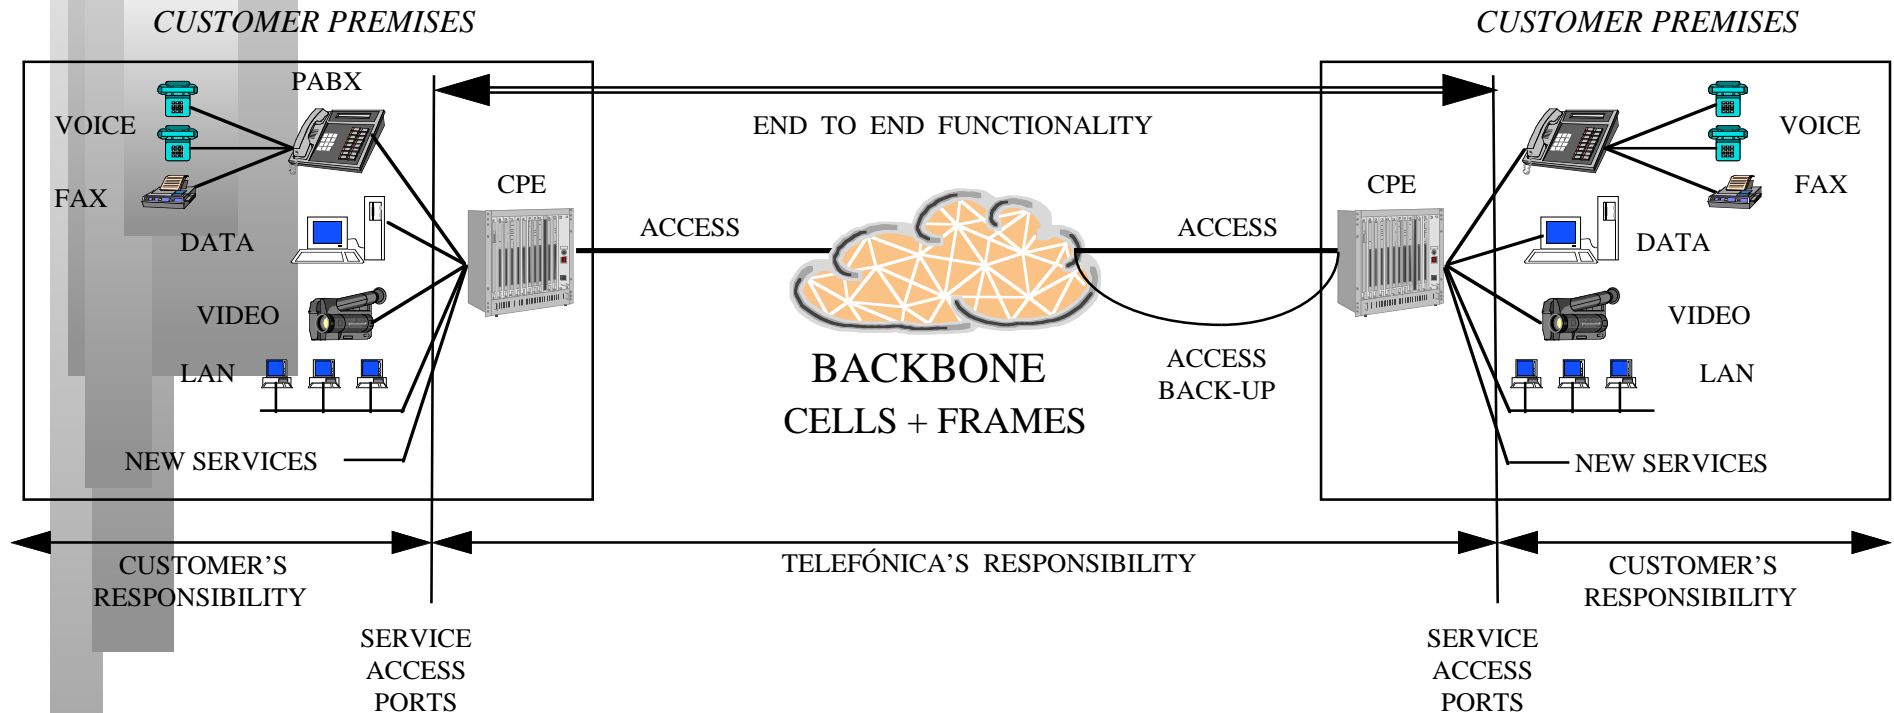 CUSTOMER PREMISES
CUSTOMER PREMISES
PABX
VOICE
FAX
DATA
VIDEO
LAN
NEW SERVICES
CPE
END TO END FUNCTIONALITY
ACCESS
ACCESS
BACKBONE
CELLS + FRAMES
ACCESS
BACK-UP
CPE
VOICE
FAX
DATA
VIDEO
LAN
NEW SERVICES
CUSTOMER’S
RESPONSIBILITY
TELEFÓNICA’S RESPONSIBILITY
CUSTOMER’S
RESPONSIBILITY
SERVICE
ACCESS
PORTS
SERVICE
ACCESS
PORTS